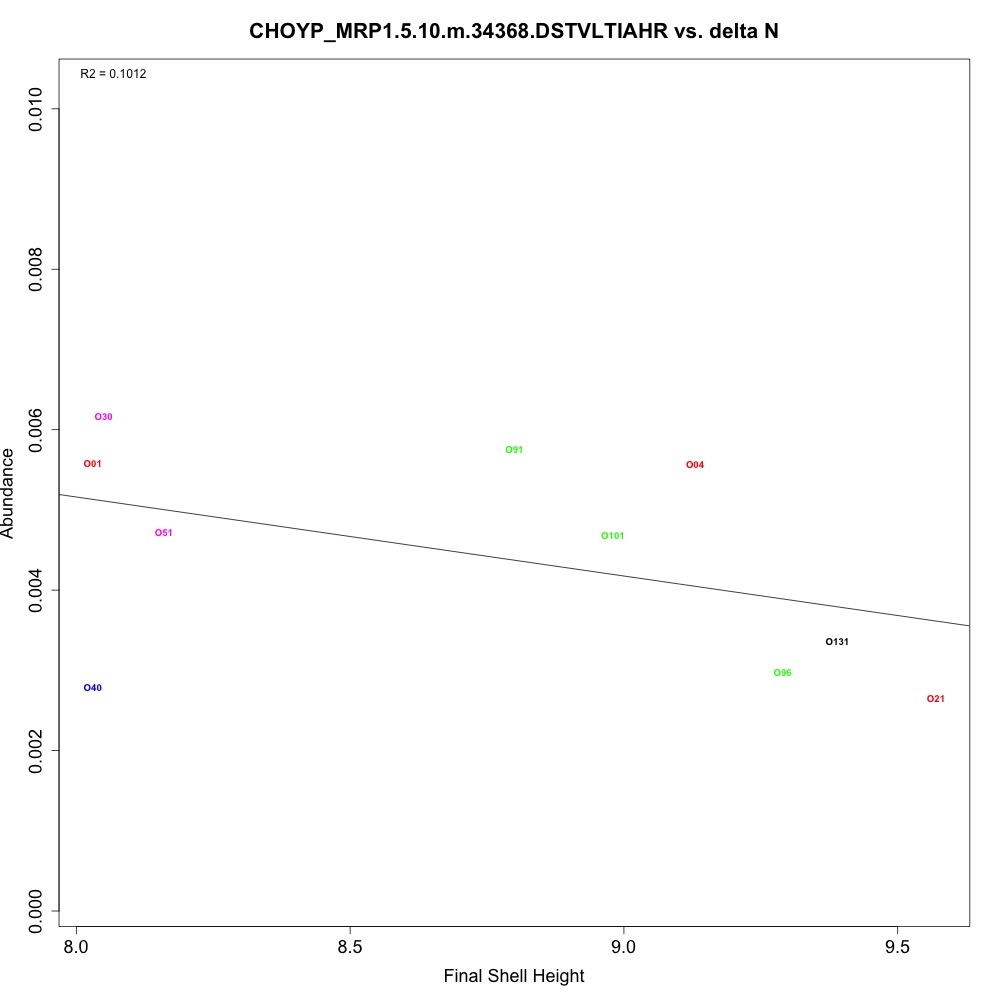 CHOYP_MRP1.5.10.m.34368.DSTVLTIAHR vs. delta N
R2 = 0.1012
0.010
0.008
0.006
0.004
0.002
0.000
Abundance
O30
O01
O51
O40
O91
O04
O101
O131
O96
O21
8.0 8.5 9.0 9.5
Final Shell Height